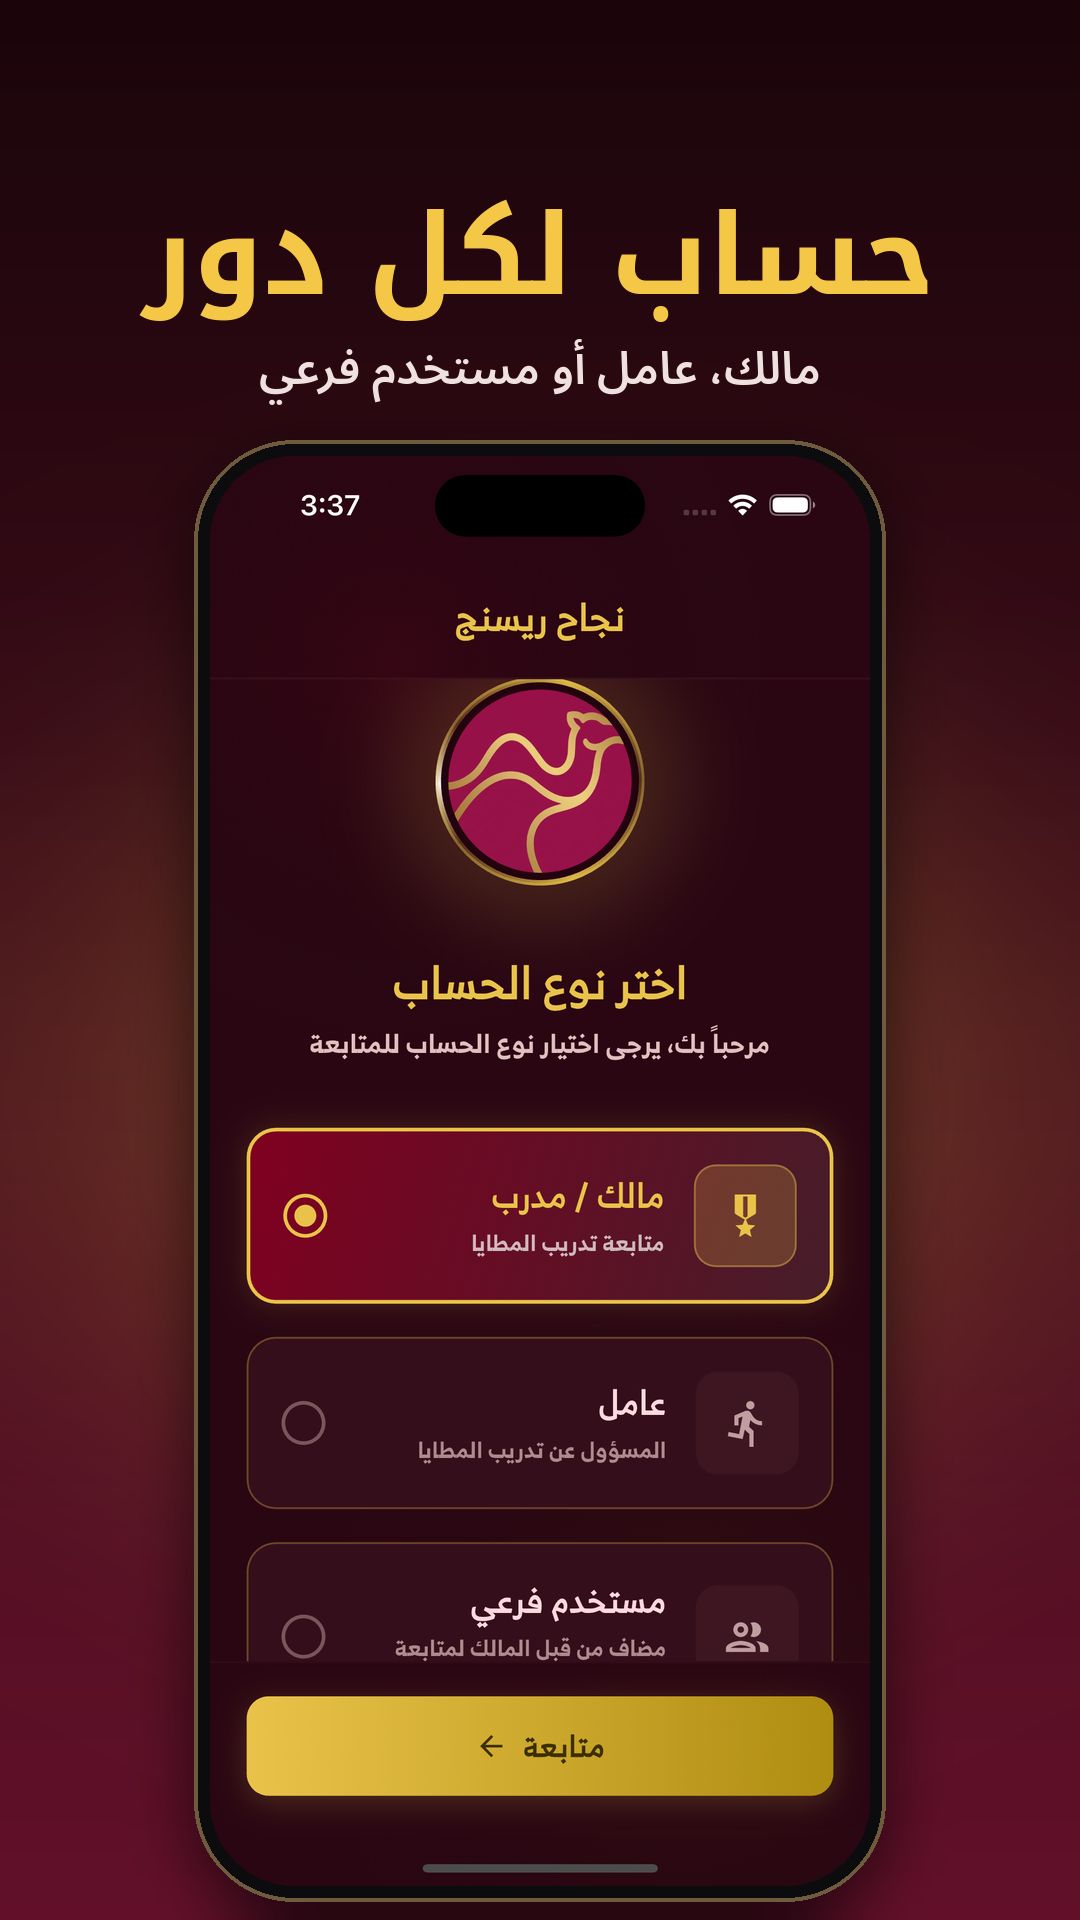 حساب لكل دور
مالك، عامل أو مستخدم فرعي
3:37
نجاح ريسنج
اختر نوع الحساب
مرحباً بك، يرجى اختيار نوع الحساب للمتابعة
مالك / مدرب
متابعة تدريب المطايا
عامل
المسؤول عن تدريب المطايا
مستخدم فرعي
مضاف من قبل المالك لمتابعة
متابعة ←